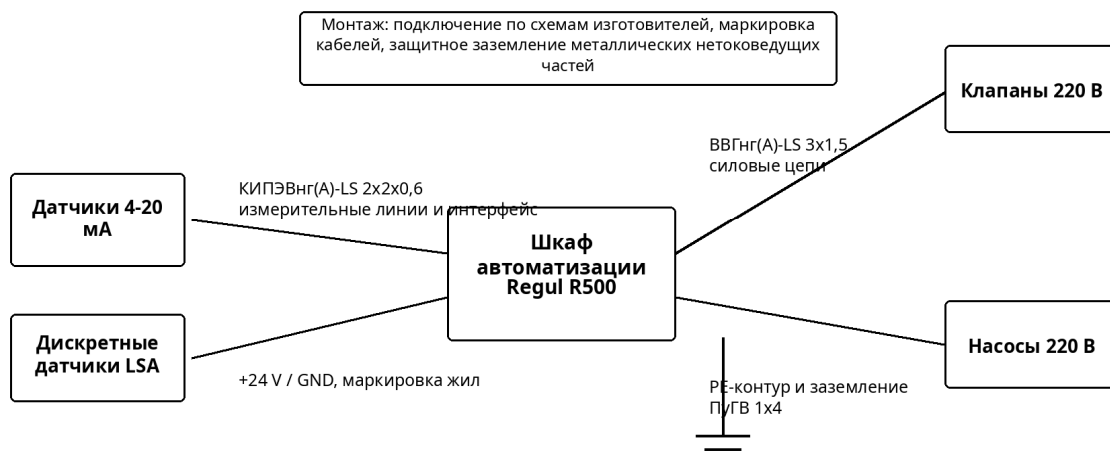 Монтаж: подключение по схемам изготовителей, маркировка
кабелей, защитное заземление металлических нетоковедущих
частей
Клапаны 220 В
ВВГнг(A)-LS 3x1,5
силовые цепи
КИПЭВнг(A)-LS 2x2x0,6
измерительные линии и интерфейс
Датчики 4-20
мА
Шкаф
автоматизации
Regul R500
Дискретные
датчики LSA
Насосы 220 В
+24 V / GND, маркировка жил
PE-контур и заземление
ПуГВ 1x4